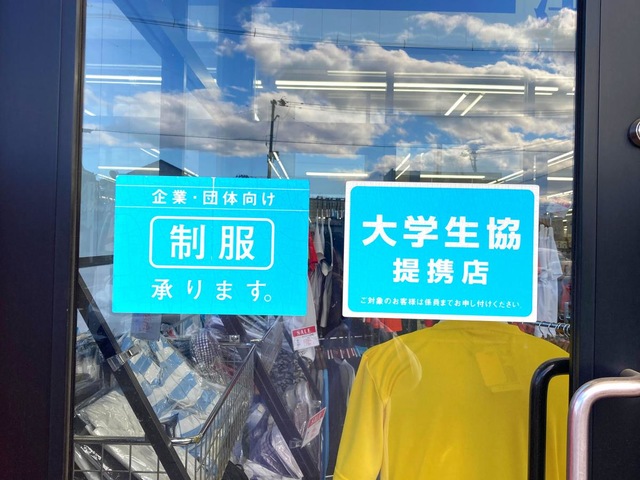 企業・団体向け
制服
承ります。
大学生協
提携店
ご対象のお客様は係員までお申し付けください。
SALE